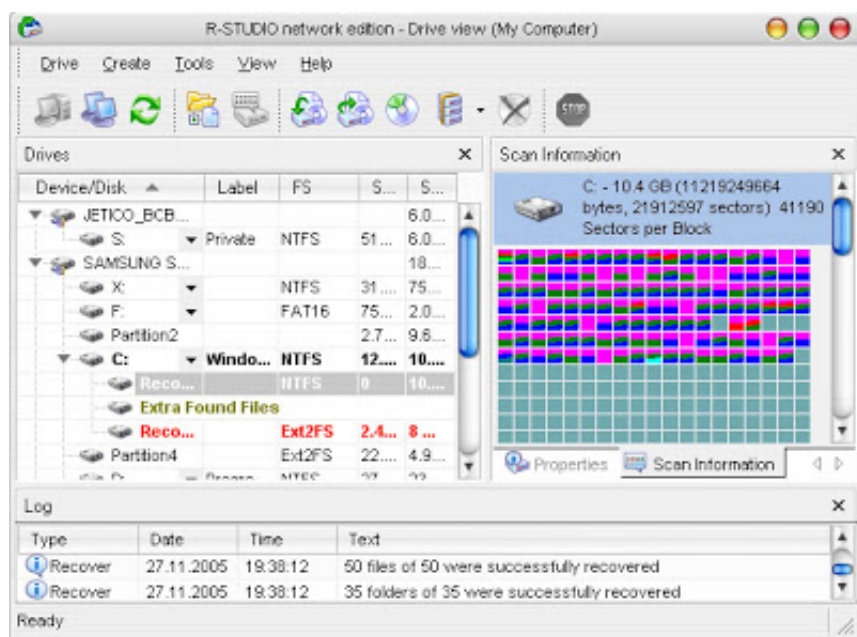 R-STUDIO network edition - Drive view (My Computer)
Drive Create Tools View Help
STOP
Drives
Device/Disk Label FS S... S...
JETICO_BCB... 6.0...
S: Private NTFS 51... 6.0...
SAMSUNG S... 18...
X: NTFS 31.... 75...
F: FAT16 75... 2.0...
Partition2 2.7... 9.6...
C: Windo... NTFS 12.... 10....
Reco... NTFS 0 10....
Extra Found Files
Reco... Ext2FS 2.4... 8 ...
Partition4 Ext2FS 22.... 4.9...
Scan Information
C: - 10.4 GB (11219249664
bytes, 21912597 sectors) 41190
Sectors per Block
Properties Scan Information
Log
Type Date Time Text
Recover 27.11.2005 19:38:12 50 files of 50 were successfully recovered
Recover 27.11.2005 19:38:12 35 folders of 35 were successfully recovered
Ready